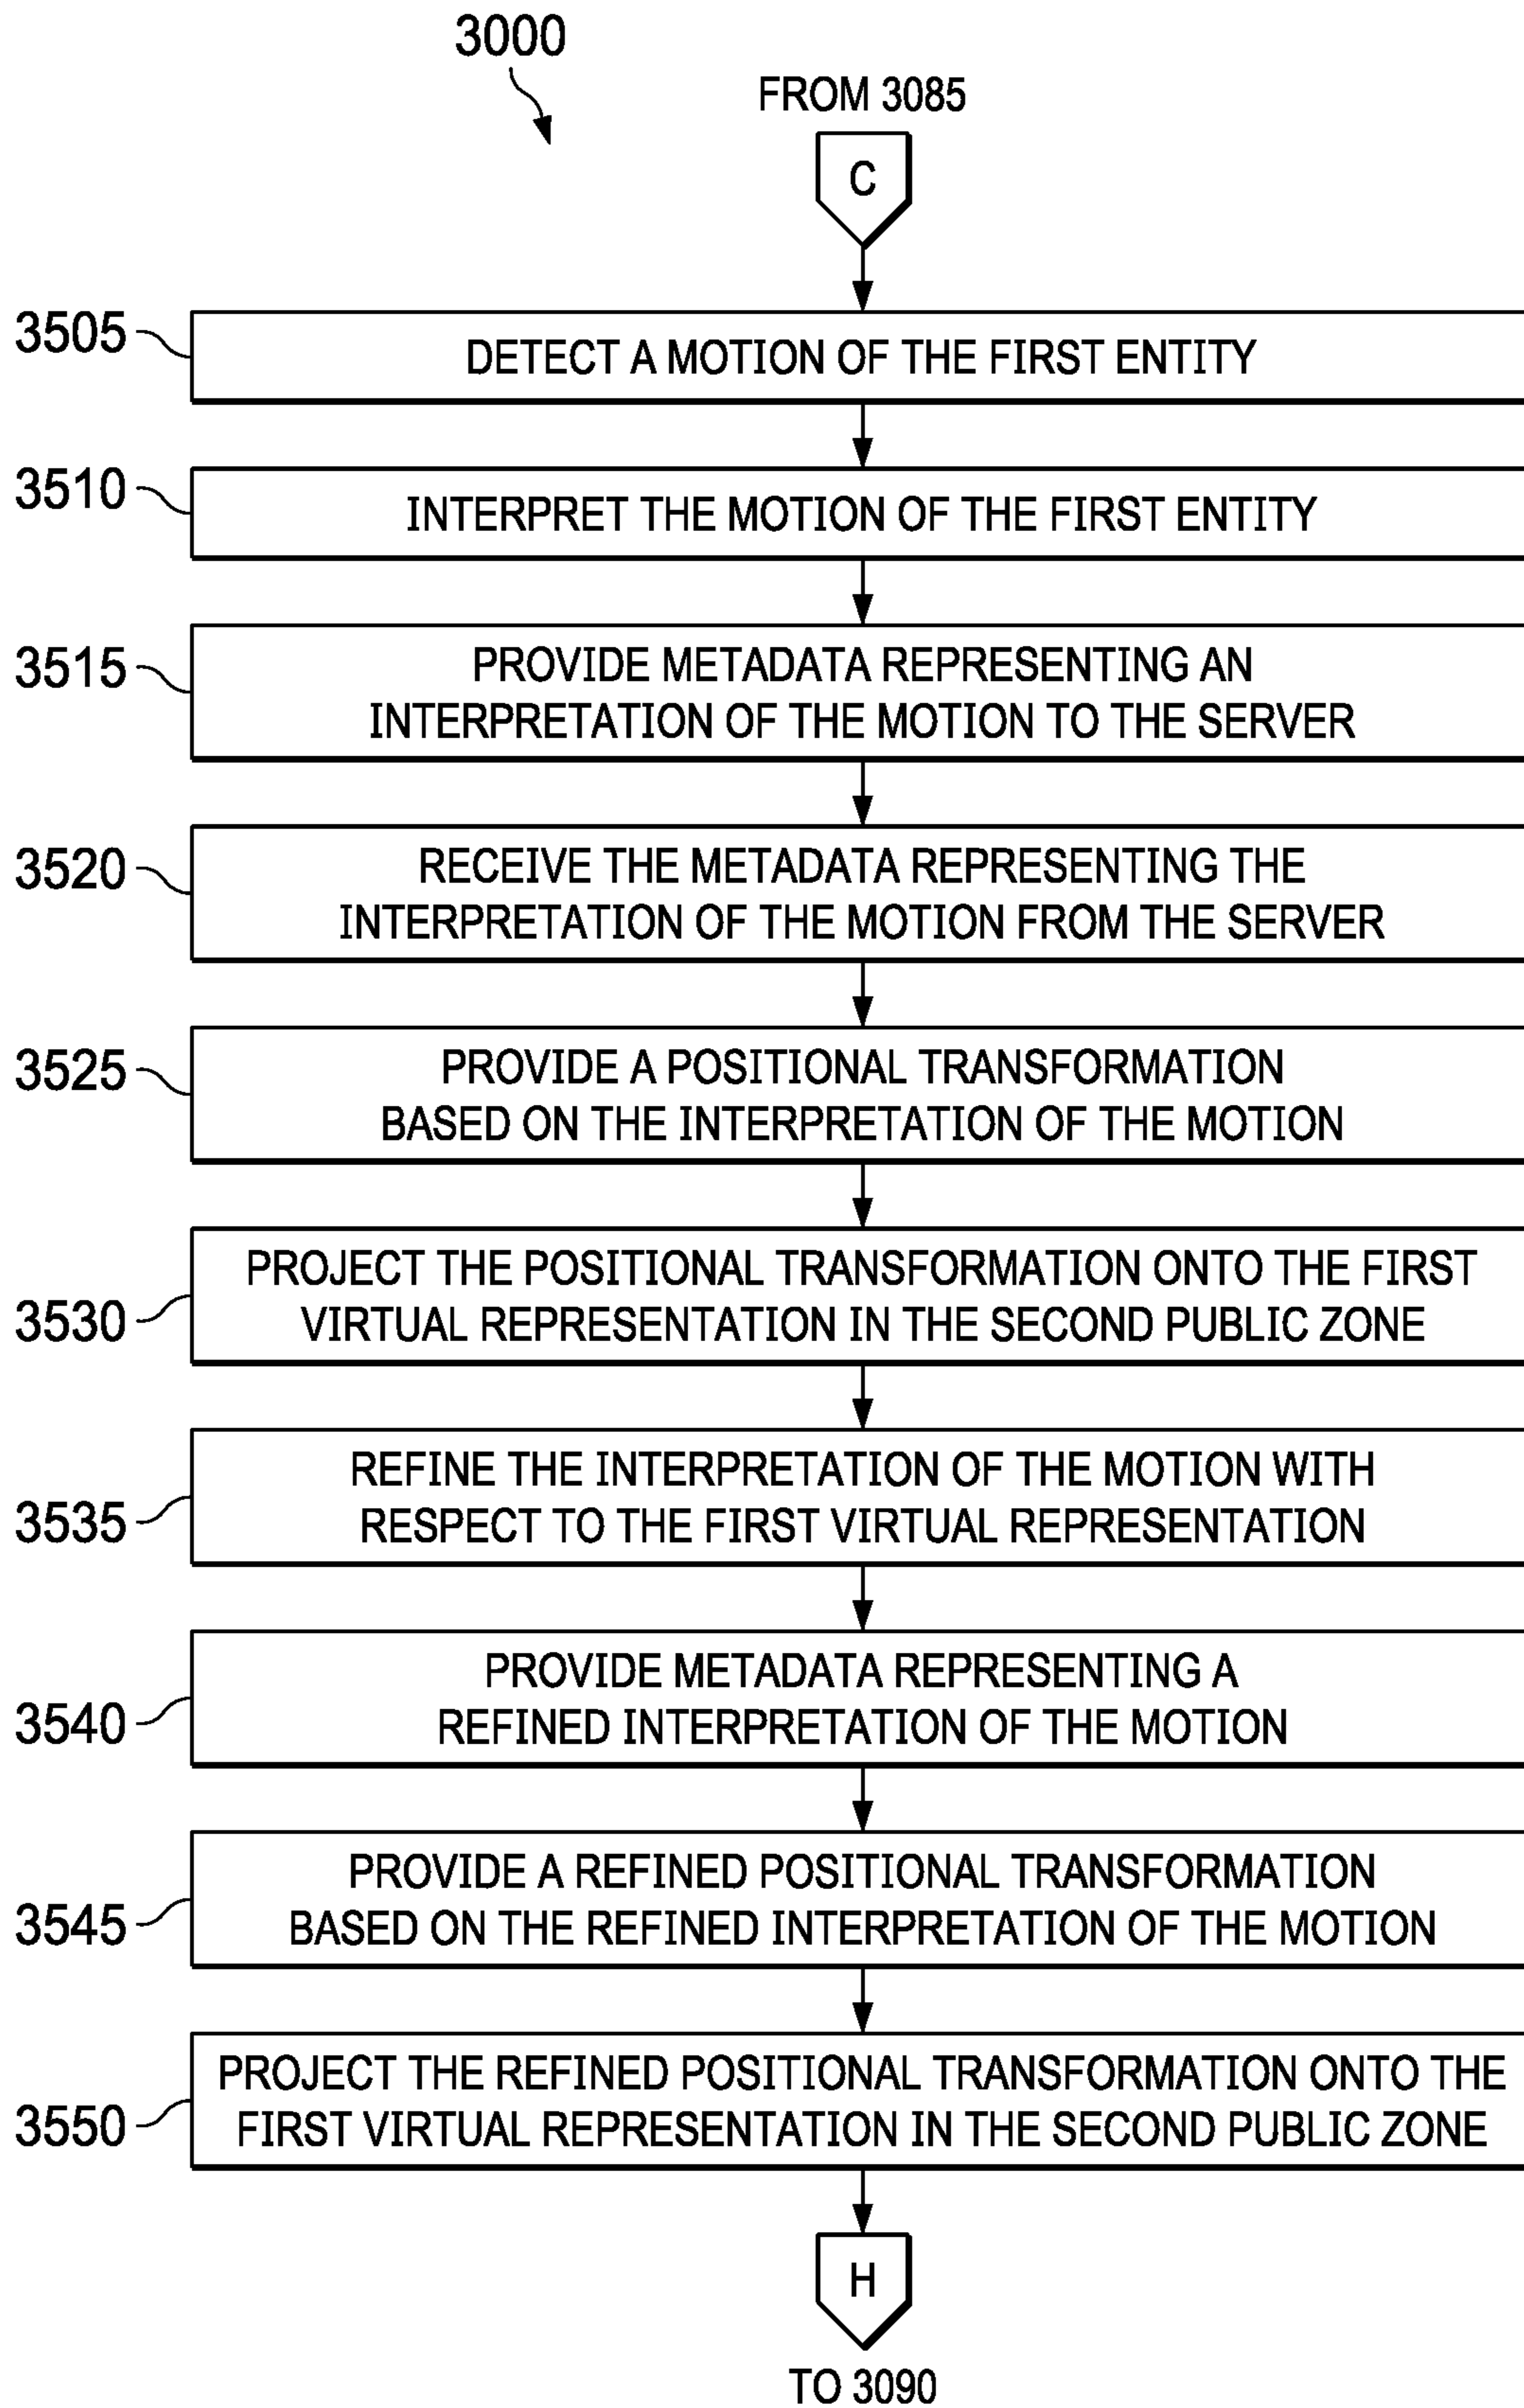 3000
FROM 3085
C
3505
DETECT A MOTION OF THE FIRST ENTITY
3510
INTERPRET THE MOTION OF THE FIRST ENTITY
3515
PROVIDE METADATA REPRESENTING AN
INTERPRETATION OF THE MOTION TO THE SERVER
3520
RECEIVE THE METADATA REPRESENTING THE
INTERPRETATION OF THE MOTION FROM THE SERVER
3525
PROVIDE A POSITIONAL TRANSFORMATION
BASED ON THE INTERPRETATION OF THE MOTION
3530
PROJECT THE POSITIONAL TRANSFORMATION ONTO THE FIRST
VIRTUAL REPRESENTATION IN THE SECOND PUBLIC ZONE
3535
REFINE THE INTERPRETATION OF THE MOTION WITH
RESPECT TO THE FIRST VIRTUAL REPRESENTATION
3540
PROVIDE METADATA REPRESENTING A
REFINED INTERPRETATION OF THE MOTION
3545
PROVIDE A REFINED POSITIONAL TRANSFORMATION
BASED ON THE REFINED INTERPRETATION OF THE MOTION
3550
PROJECT THE REFINED POSITIONAL TRANSFORMATION ONTO THE
FIRST VIRTUAL REPRESENTATION IN THE SECOND PUBLIC ZONE
H
TO 3090